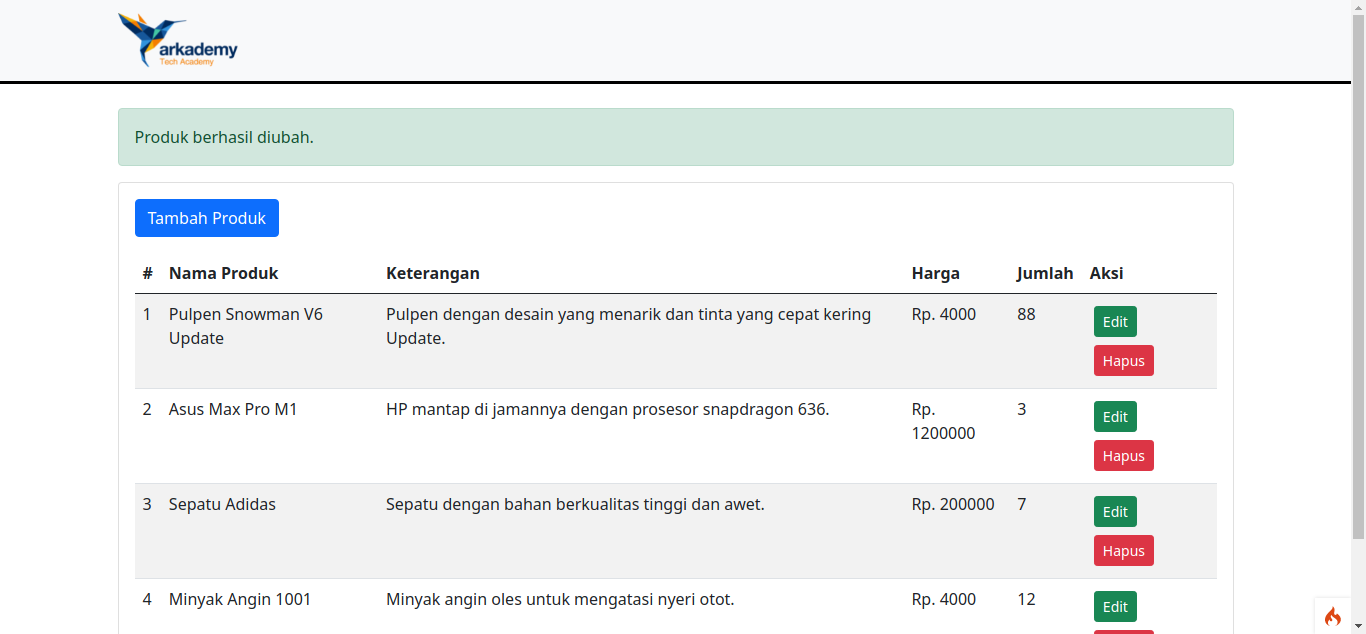 arkademy
Tech Academy
Produk berhasil diubah.
Tambah Produk
# Nama Produk Keterangan Harga Jumlah Aksi
1 Pulpen Snowman V6 Pulpen dengan desain yang menarik dan tinta yang cepat kering Rp. 4000 88 Edit
Update Update.
Hapus
2 Asus Max Pro M1 HP mantap di jamannya dengan prosesor snapdragon 636. Rp. 3 Edit
1200000
Hapus
3 Sepatu Adidas Sepatu dengan bahan berkualitas tinggi dan awet. Rp. 200000 7 Edit
Hapus
4 Minyak Angin 1001 Minyak angin oles untuk mengatasi nyeri otot. Rp. 4000 12 Edit